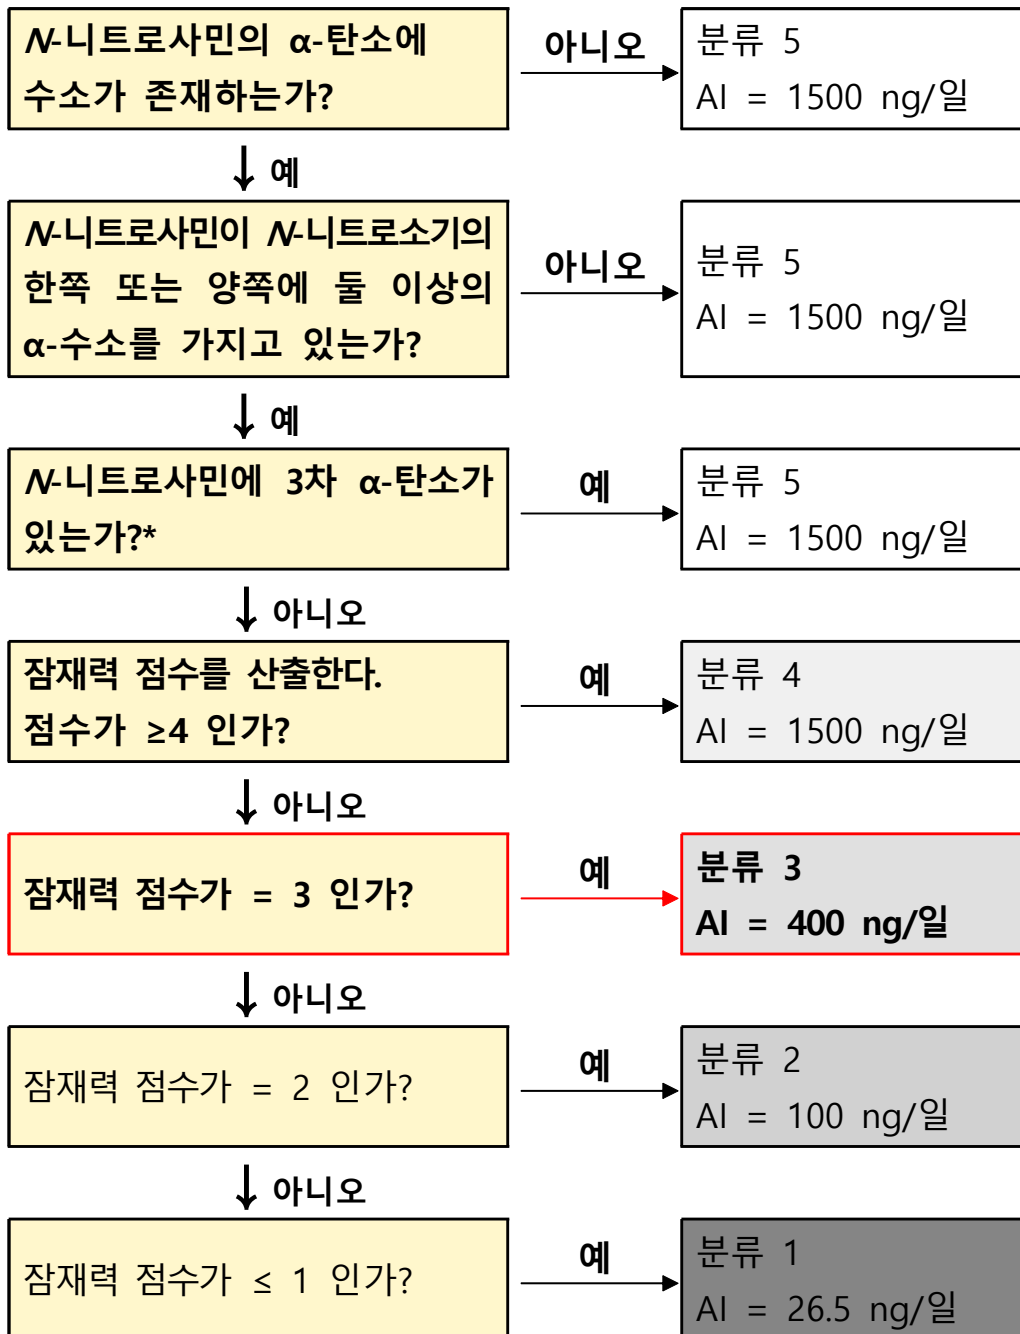 N-니트로사민의 α-탄소에
수소가 존재하는가?
아니오
분류 5
AI = 1500 ng/일
↓ 예
N-니트로사민이 N-니트로소기의
한쪽 또는 양쪽에 둘 이상의
α-수소를 가지고 있는가?
아니오
분류 5
AI = 1500 ng/일
↓ 예
N-니트로사민에 3차 α-탄소가
있는가?*
예
분류 5
AI = 1500 ng/일
↓ 아니오
잠재력 점수를 산출한다.
점수가 ≥4 인가?
예
분류 4
AI = 1500 ng/일
↓ 아니오
잠재력 점수가 = 3 인가?
예
분류 3
AI = 400 ng/일
↓ 아니오
잠재력 점수가 = 2 인가?
예
분류 2
AI = 100 ng/일
↓ 아니오
잠재력 점수가 ≤ 1 인가?
예
분류 1
AI = 26.5 ng/일